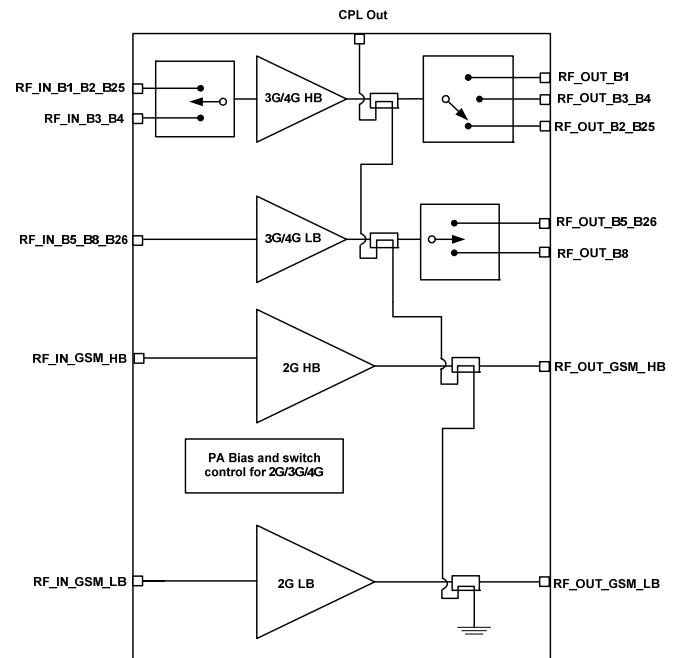 CPL Out
RF_IN_B1_B2_B25
RF_IN_B3_B4
3G/4G HB
RF_OUT_B1
RF_OUT_B3_B4
RF_OUT_B2_B25
RF_IN_B5_B8_B26
3G/4G LB
RF_OUT_B5_B26
RF_OUT_B8
RF_IN_GSM_HB
2G HB
RF_OUT_GSM_HB
PA Bias and switch
control for 2G/3G/4G
RF_IN_GSM_LB
2G LB
RF_OUT_GSM_LB